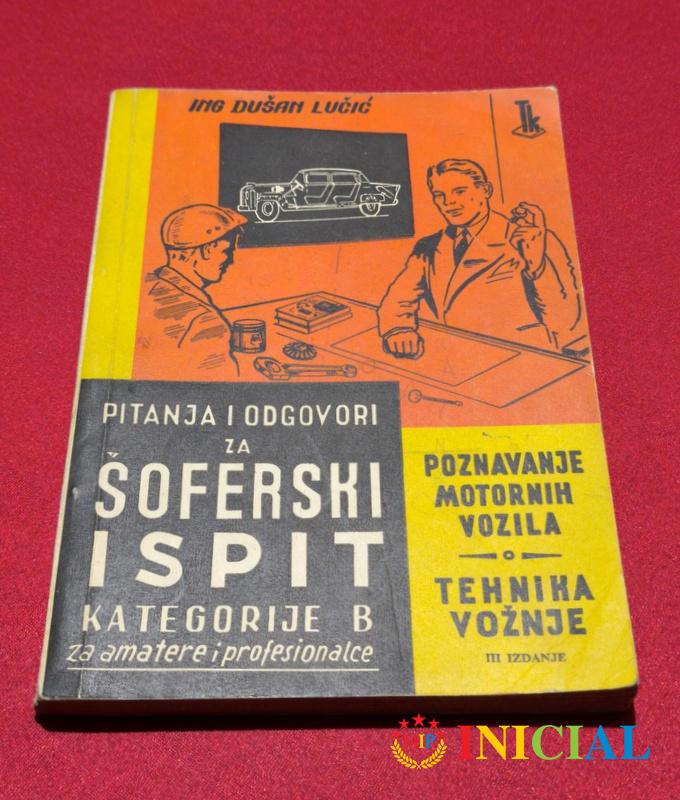 ING DUŠAN LUČIĆ
Tk
PITANJA I ODGOVORI
ZA
ŠOFERSKI
ISPIT
KATEGORIJE B
za amatere i profesionalce
POZNAVANJE
MOTORNIH
VOZILA
TEHNIKA
VOŽNJE
III IZDANJE
IP INICIAL